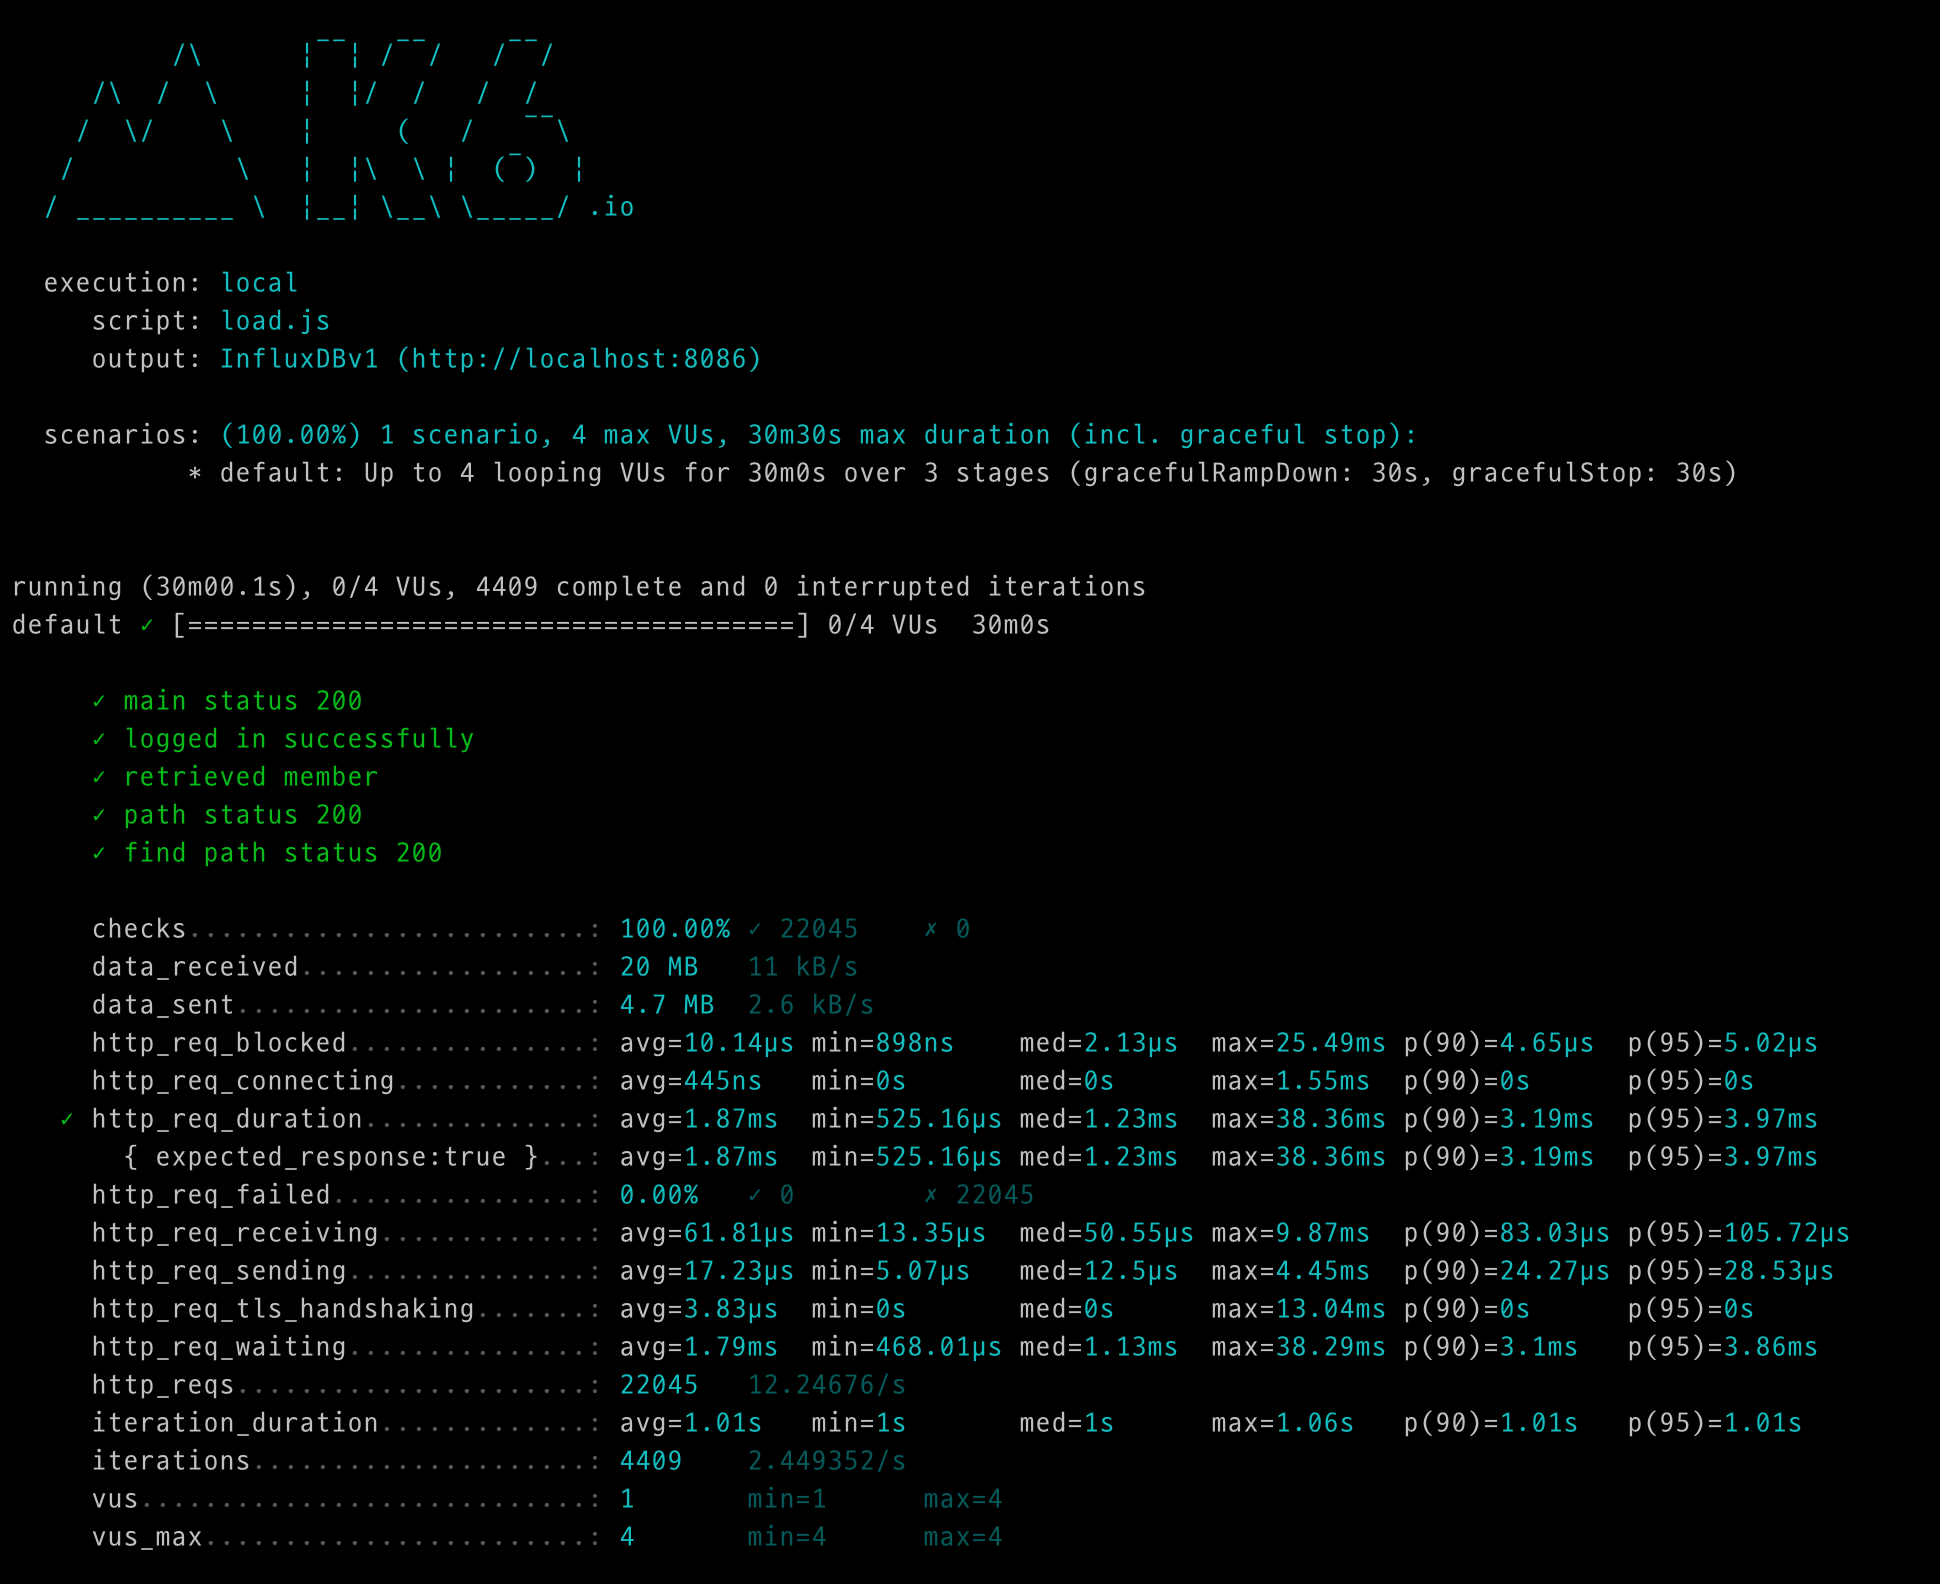 /\      |‾‾| /‾‾/   /‾‾/
     /\  /  \     |  |/  /   /  /
    /  \/    \    |     (   /   ‾‾\
   /          \   |  |\  \ |  (‾)  |
  / __________ \  |__| \__\ \_____/ .io

  execution: local
     script: load.js
     output: InfluxDBv1 (http://localhost:8086)

  scenarios: (100.00%) 1 scenario, 4 max VUs, 30m30s max duration (incl. graceful stop):
           * default: Up to 4 looping VUs for 30m0s over 3 stages (gracefulRampDown: 30s, gracefulStop: 30s)

running (30m00.1s), 0/4 VUs, 4409 complete and 0 interrupted iterations
default ✓ [======================================] 0/4 VUs  30m0s

     ✓ main status 200
     ✓ logged in successfully
     ✓ retrieved member
     ✓ path status 200
     ✓ find path status 200

     checks.........................: 100.00% ✓ 22045    ✗ 0
     data_received..................: 20 MB   11 kB/s
     data_sent......................: 4.7 MB  2.6 kB/s
     http_req_blocked...............: avg=10.14µs min=898ns    med=2.13µs  max=25.49ms p(90)=4.65µs  p(95)=5.02µs
     http_req_connecting............: avg=445ns   min=0s       med=0s      max=1.55ms  p(90)=0s      p(95)=0s
   ✓ http_req_duration..............: avg=1.87ms  min=525.16µs med=1.23ms  max=38.36ms p(90)=3.19ms  p(95)=3.97ms
       { expected_response:true }...: avg=1.87ms  min=525.16µs med=1.23ms  max=38.36ms p(90)=3.19ms  p(95)=3.97ms
     http_req_failed................: 0.00%   ✓ 0        ✗ 22045
     http_req_receiving.............: avg=61.81µs min=13.35µs  med=50.55µs max=9.87ms  p(90)=83.03µs p(95)=105.72µs
     http_req_sending...............: avg=17.23µs min=5.07µs   med=12.5µs  max=4.45ms  p(90)=24.27µs p(95)=28.53µs
     http_req_tls_handshaking.......: avg=3.83µs  min=0s       med=0s      max=13.04ms p(90)=0s      p(95)=0s
     http_req_waiting...............: avg=1.79ms  min=468.01µs med=1.13ms  max=38.29ms p(90)=3.1ms   p(95)=3.86ms
     http_reqs......................: 22045   12.24676/s
     iteration_duration.............: avg=1.01s   min=1s       med=1s      max=1.06s   p(90)=1.01s   p(95)=1.01s
     iterations.....................: 4409    2.449352/s
     vus............................: 1       min=1      max=4
     vus_max........................: 4       min=4      max=4